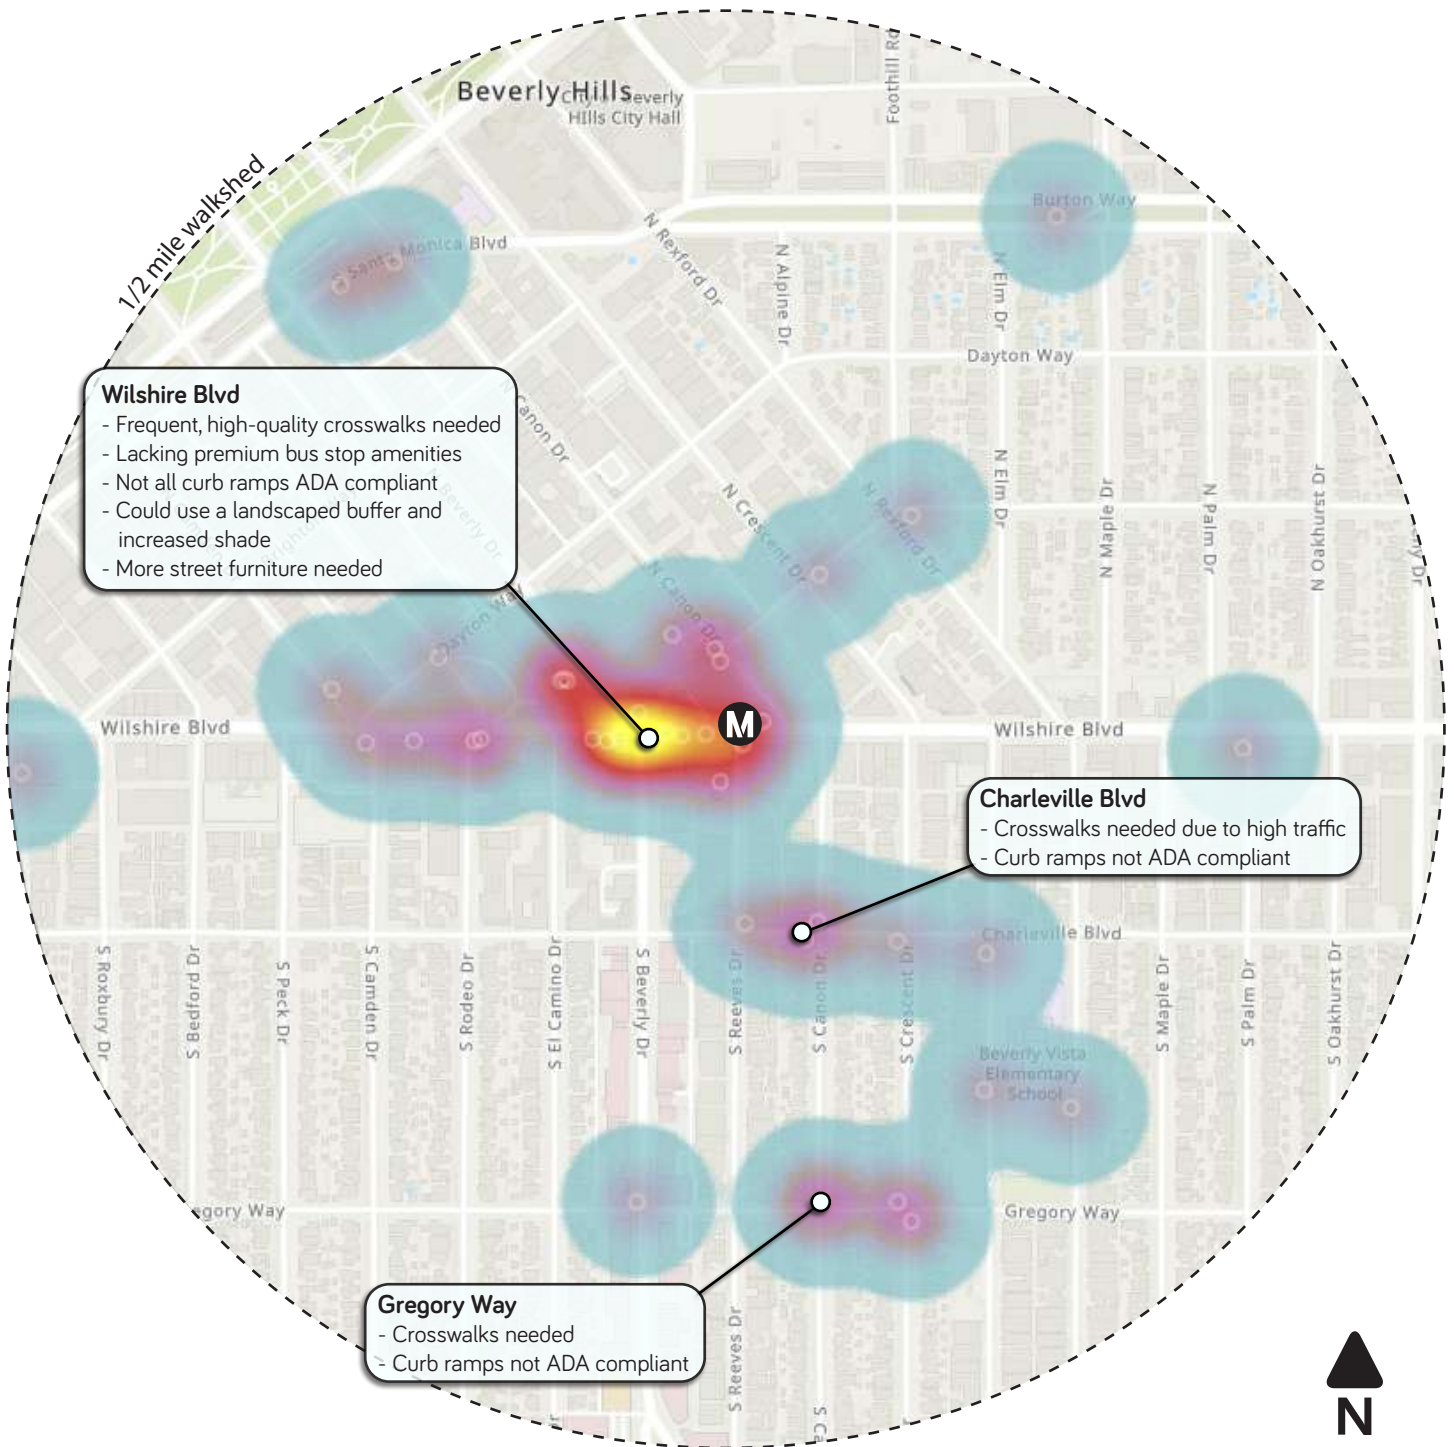 Beverly Hills
City of Beverly
HIlls City Hall
Foothill Rd
1/2 mile walkshed
Burton Way
Santa Monica Blvd
N Rexford Dr
N Alpine Dr
N Elm Dr
Dayton Way
Wilshire Blvd
- Frequent, high-quality crosswalks needed
- Lacking premium bus stop amenities
- Not all curb ramps ADA compliant
- Could use a landscaped buffer and
increased shade
- More street furniture needed
Canon Dr
Beverly Dr
N Crescent Dr
N Rexford Dr
N Elm Dr
N Maple Dr
N Palm Dr
N Oakhurst Dr
N Canon Dr
Dayton Way
Wilshire Blvd
M
Wilshire Blvd
Charleville Blvd
- Crosswalks needed due to high traffic
- Curb ramps not ADA compliant
Charleville Blvd
S Roxbury Dr
S Bedford Dr
S Peck Dr
S Camden Dr
S Rodeo Dr
S El Camino Dr
S Beverly Dr
S Reeves Dr
S Canon Dr
S Crescent Dr
S Maple Dr
S Palm Dr
S Oakhurst Dr
Beverly Vista
Elementary
School
egory Way
Gregory Way
Gregory Way
- Crosswalks needed
- Curb ramps not ADA compliant
S Reeves Dr
S Ca
N